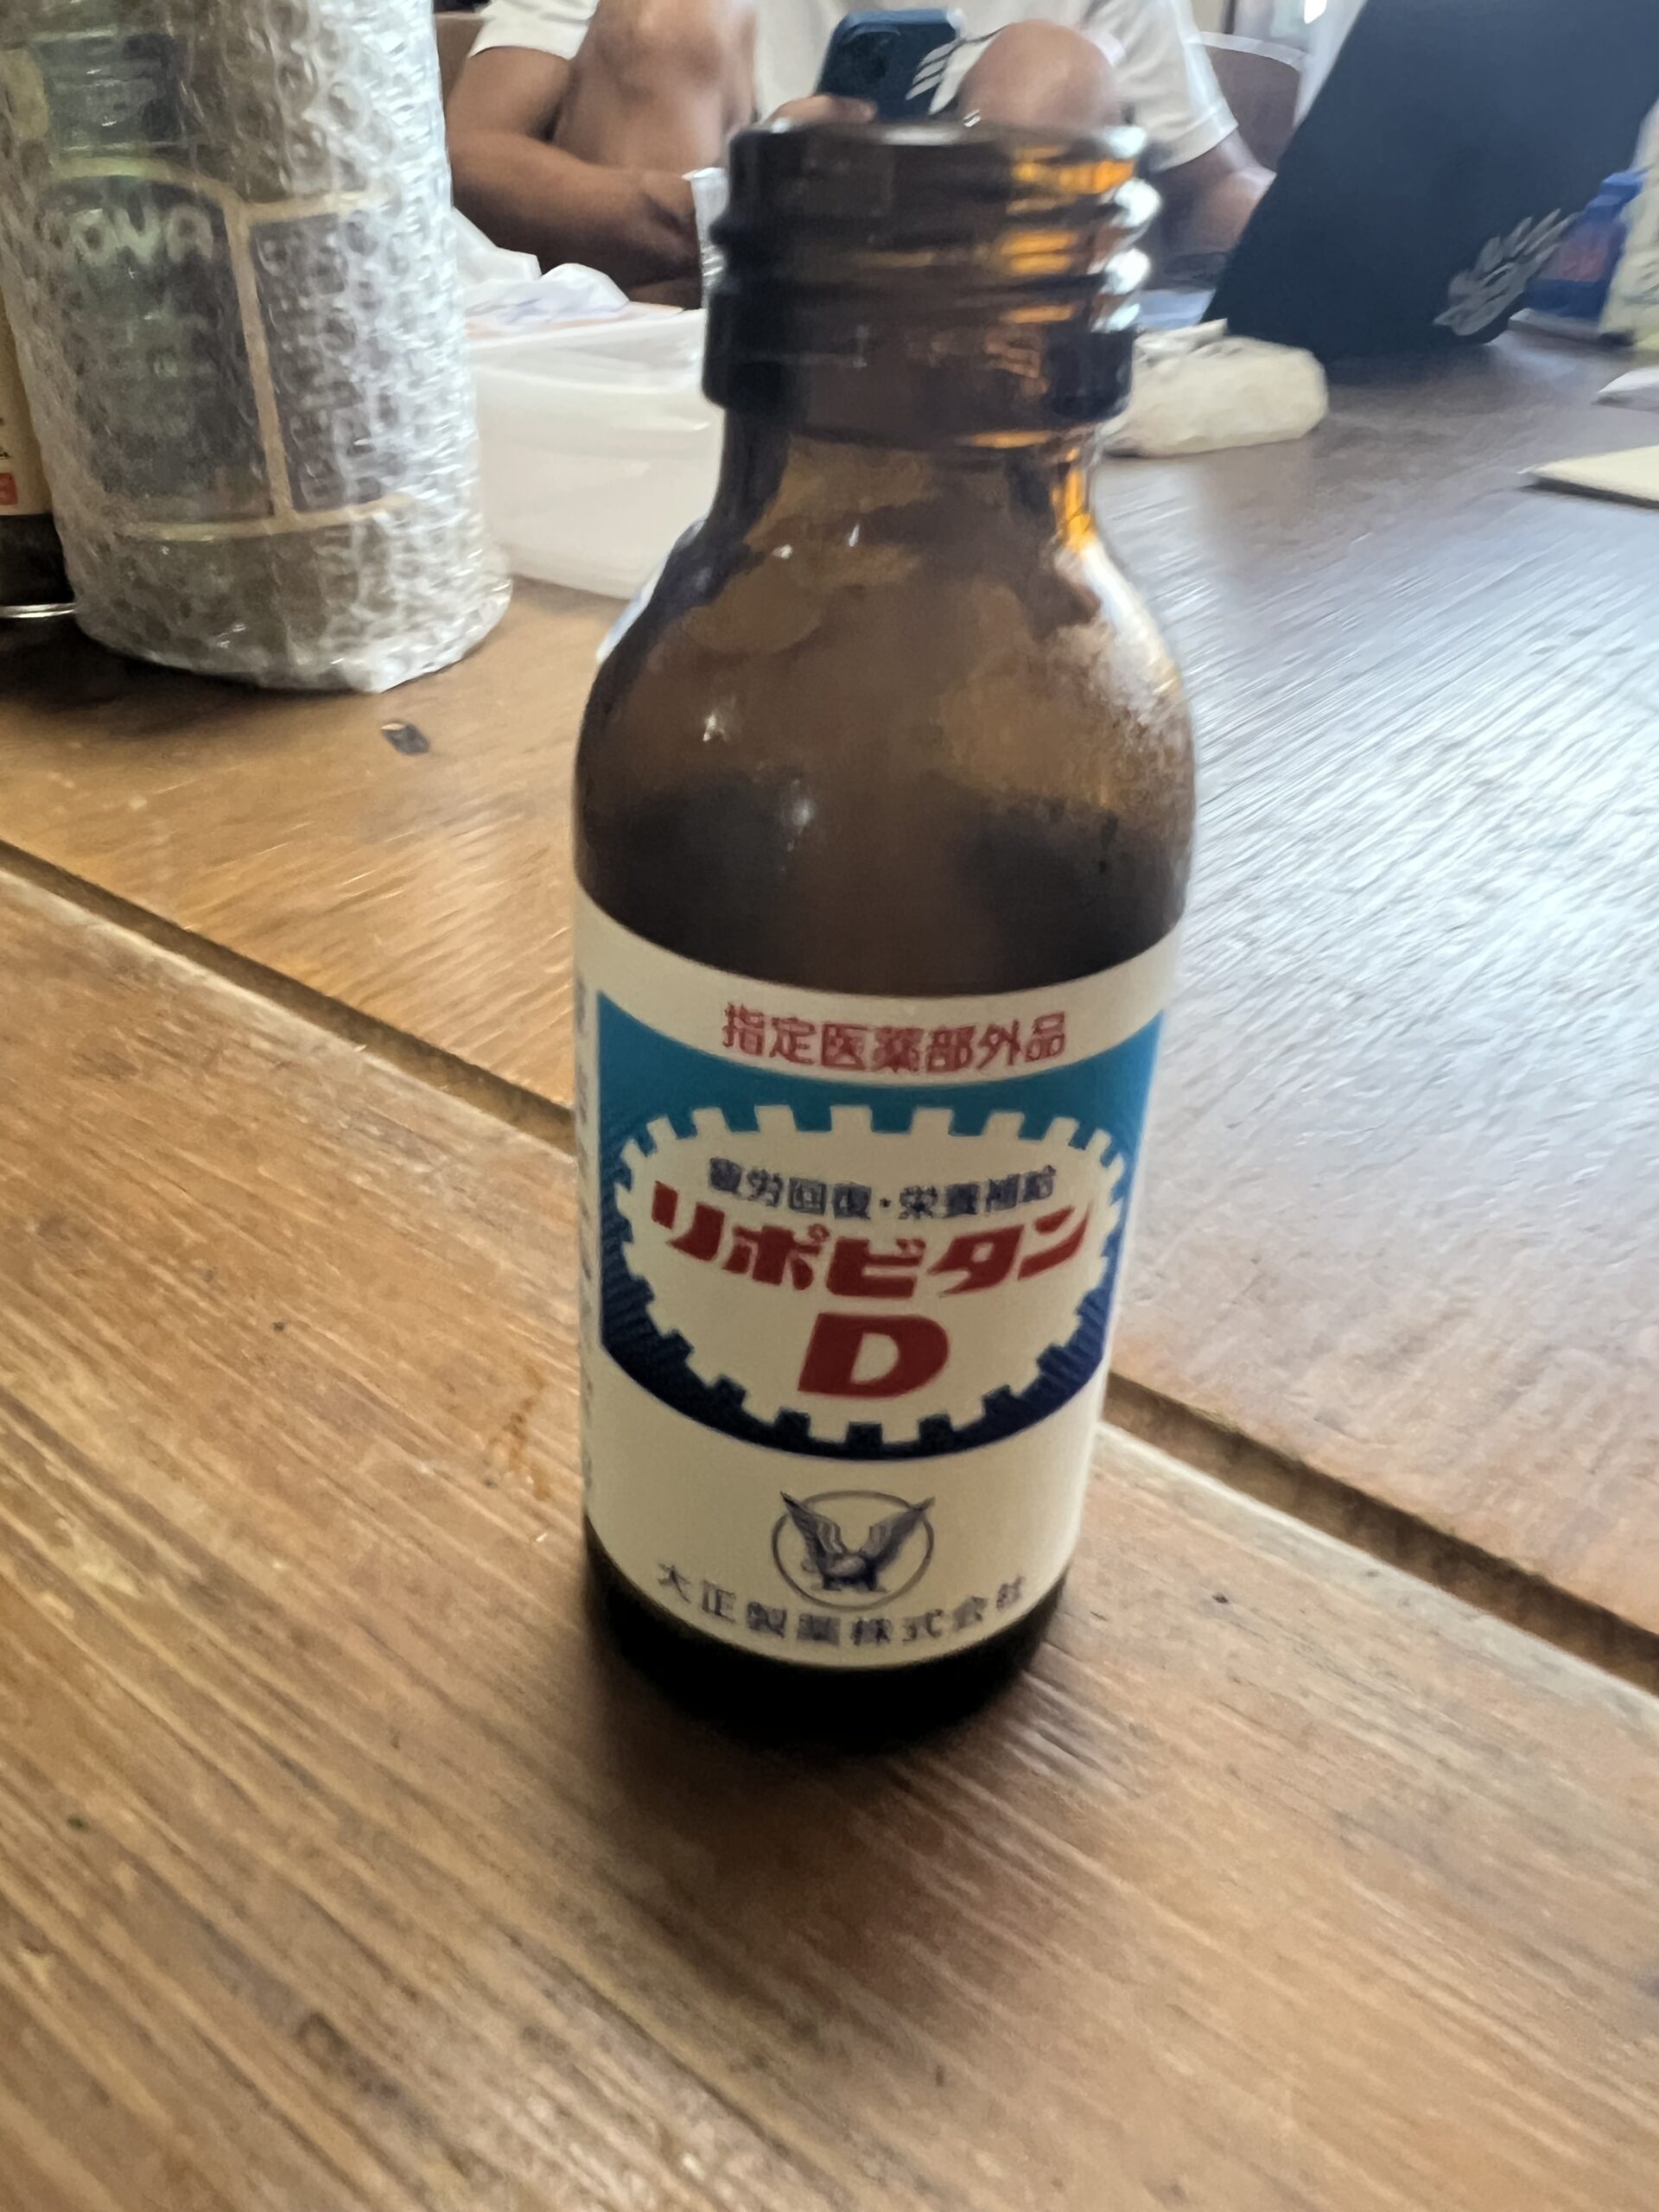 指定医薬部外品
疲労回復・栄養補給
リポビタン
D
大正製薬株式会社